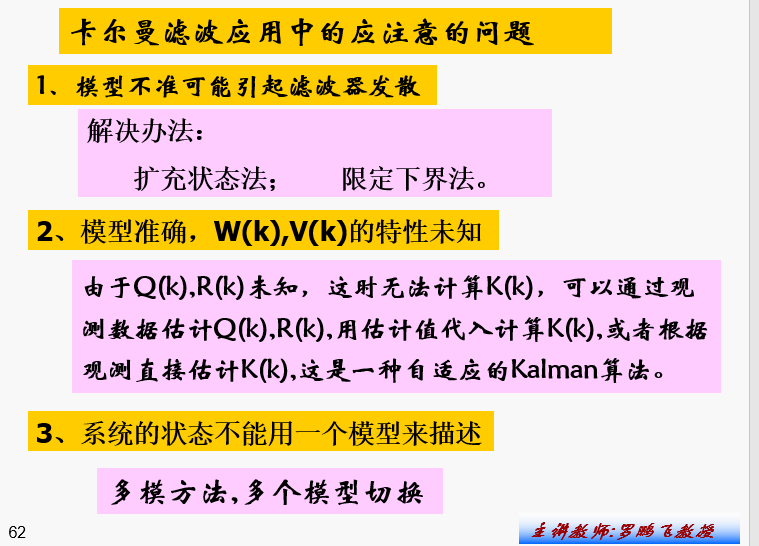 卡尔曼滤波应用中的应注意的问题
1、模型不准可能引起滤波器发散
解决办法：
扩充状态法； 限定下界法。
2、模型准确，W(k),V(k)的特性未知
由于Q(k),R(k)未知，这时无法计算K(k)，可以通过观
测数据估计Q(k),R(k),用估计值代入计算K(k),或者根据
观测直接估计K(k),这是一种自适应的Kalman算法。
3、系统的状态不能用一个模型来描述
多模方法,多个模型切换
62
主讲教师:罗鹏飞教授